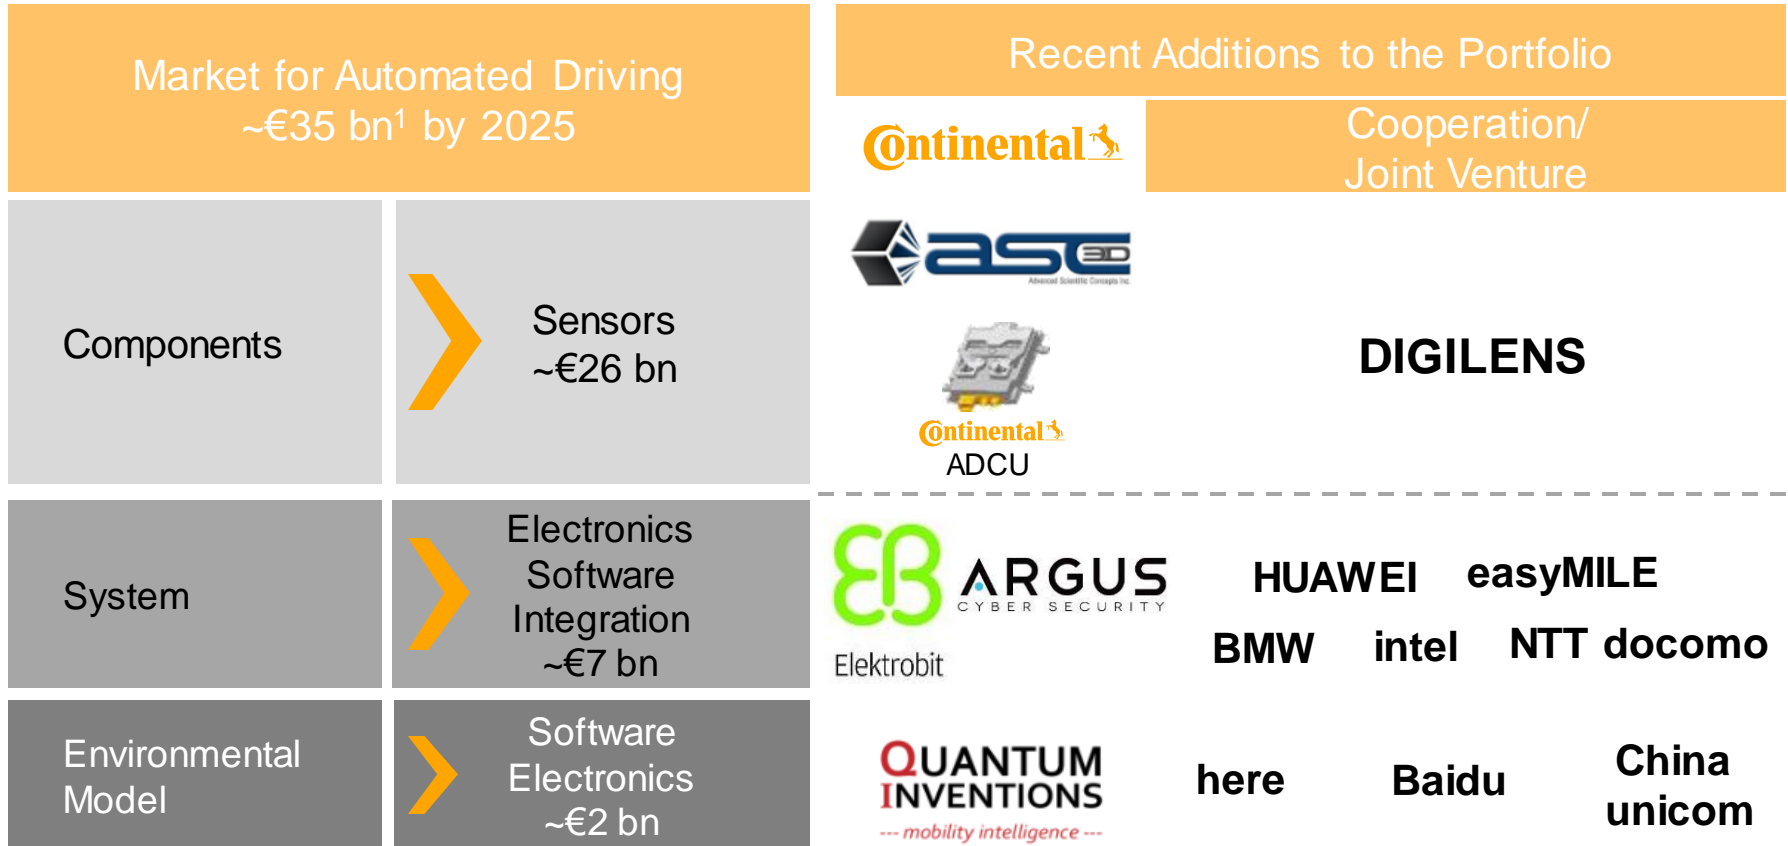 Market for Automated Driving
~€35 bn¹ by 2025
Recent Additions to the Portfolio
Continental
Cooperation/
Joint Venture
Components
Sensors
~€26 bn
asc 3D
Advanced Scientific Concepts Inc.
Continental
ADCU
DIGILENS
System
Electronics
Software
Integration
~€7 bn
EB
Elektrobit
ARGUS
CYBER SECURITY
HUAWEI
easyMILE
BMW
intel
NTT docomo
Environmental
Model
Software
Electronics
~€2 bn
QUANTUM
INVENTIONS
--- mobility intelligence ---
here
Baidu
China
unicom